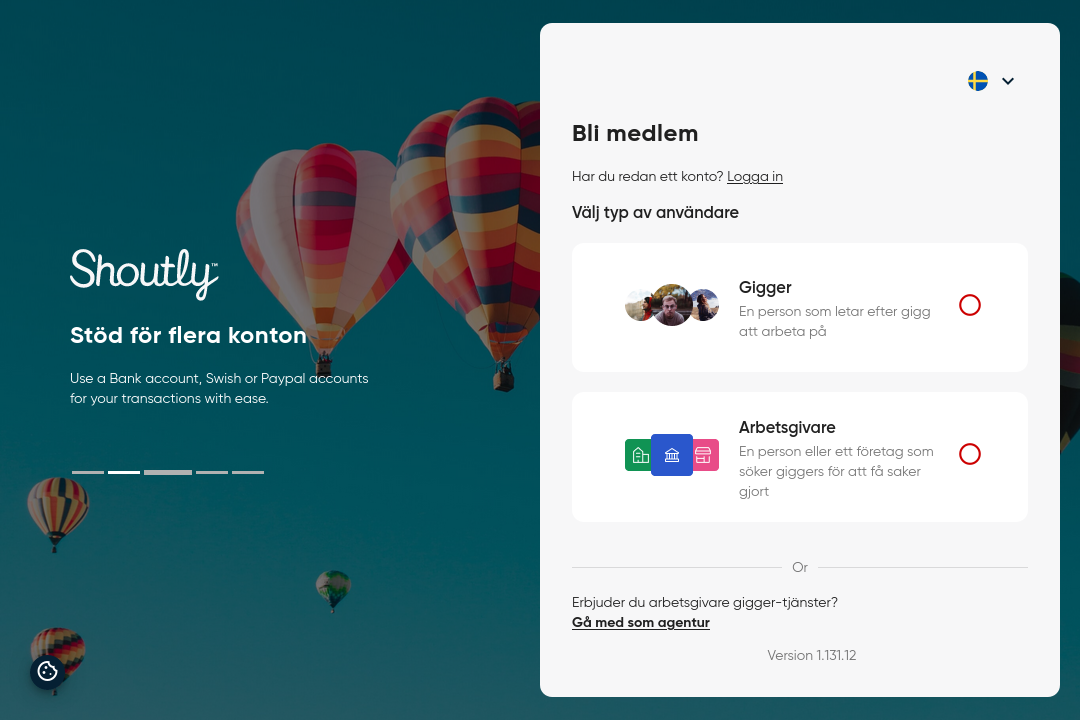 Shoutly™
Stöd för flera konton
Use a Bank account, Swish or Paypal accounts
for your transactions with ease.
Bli medlem
Har du redan ett konto? Logga in
Välj typ av användare
Gigger
En person som letar efter gigg
att arbeta på
Arbetsgivare
En person eller ett företag som
söker giggers för att få saker
gjort
Or
Erbjuder du arbetsgivare gigger-tjänster?
Gå med som agentur
Version 1.131.12